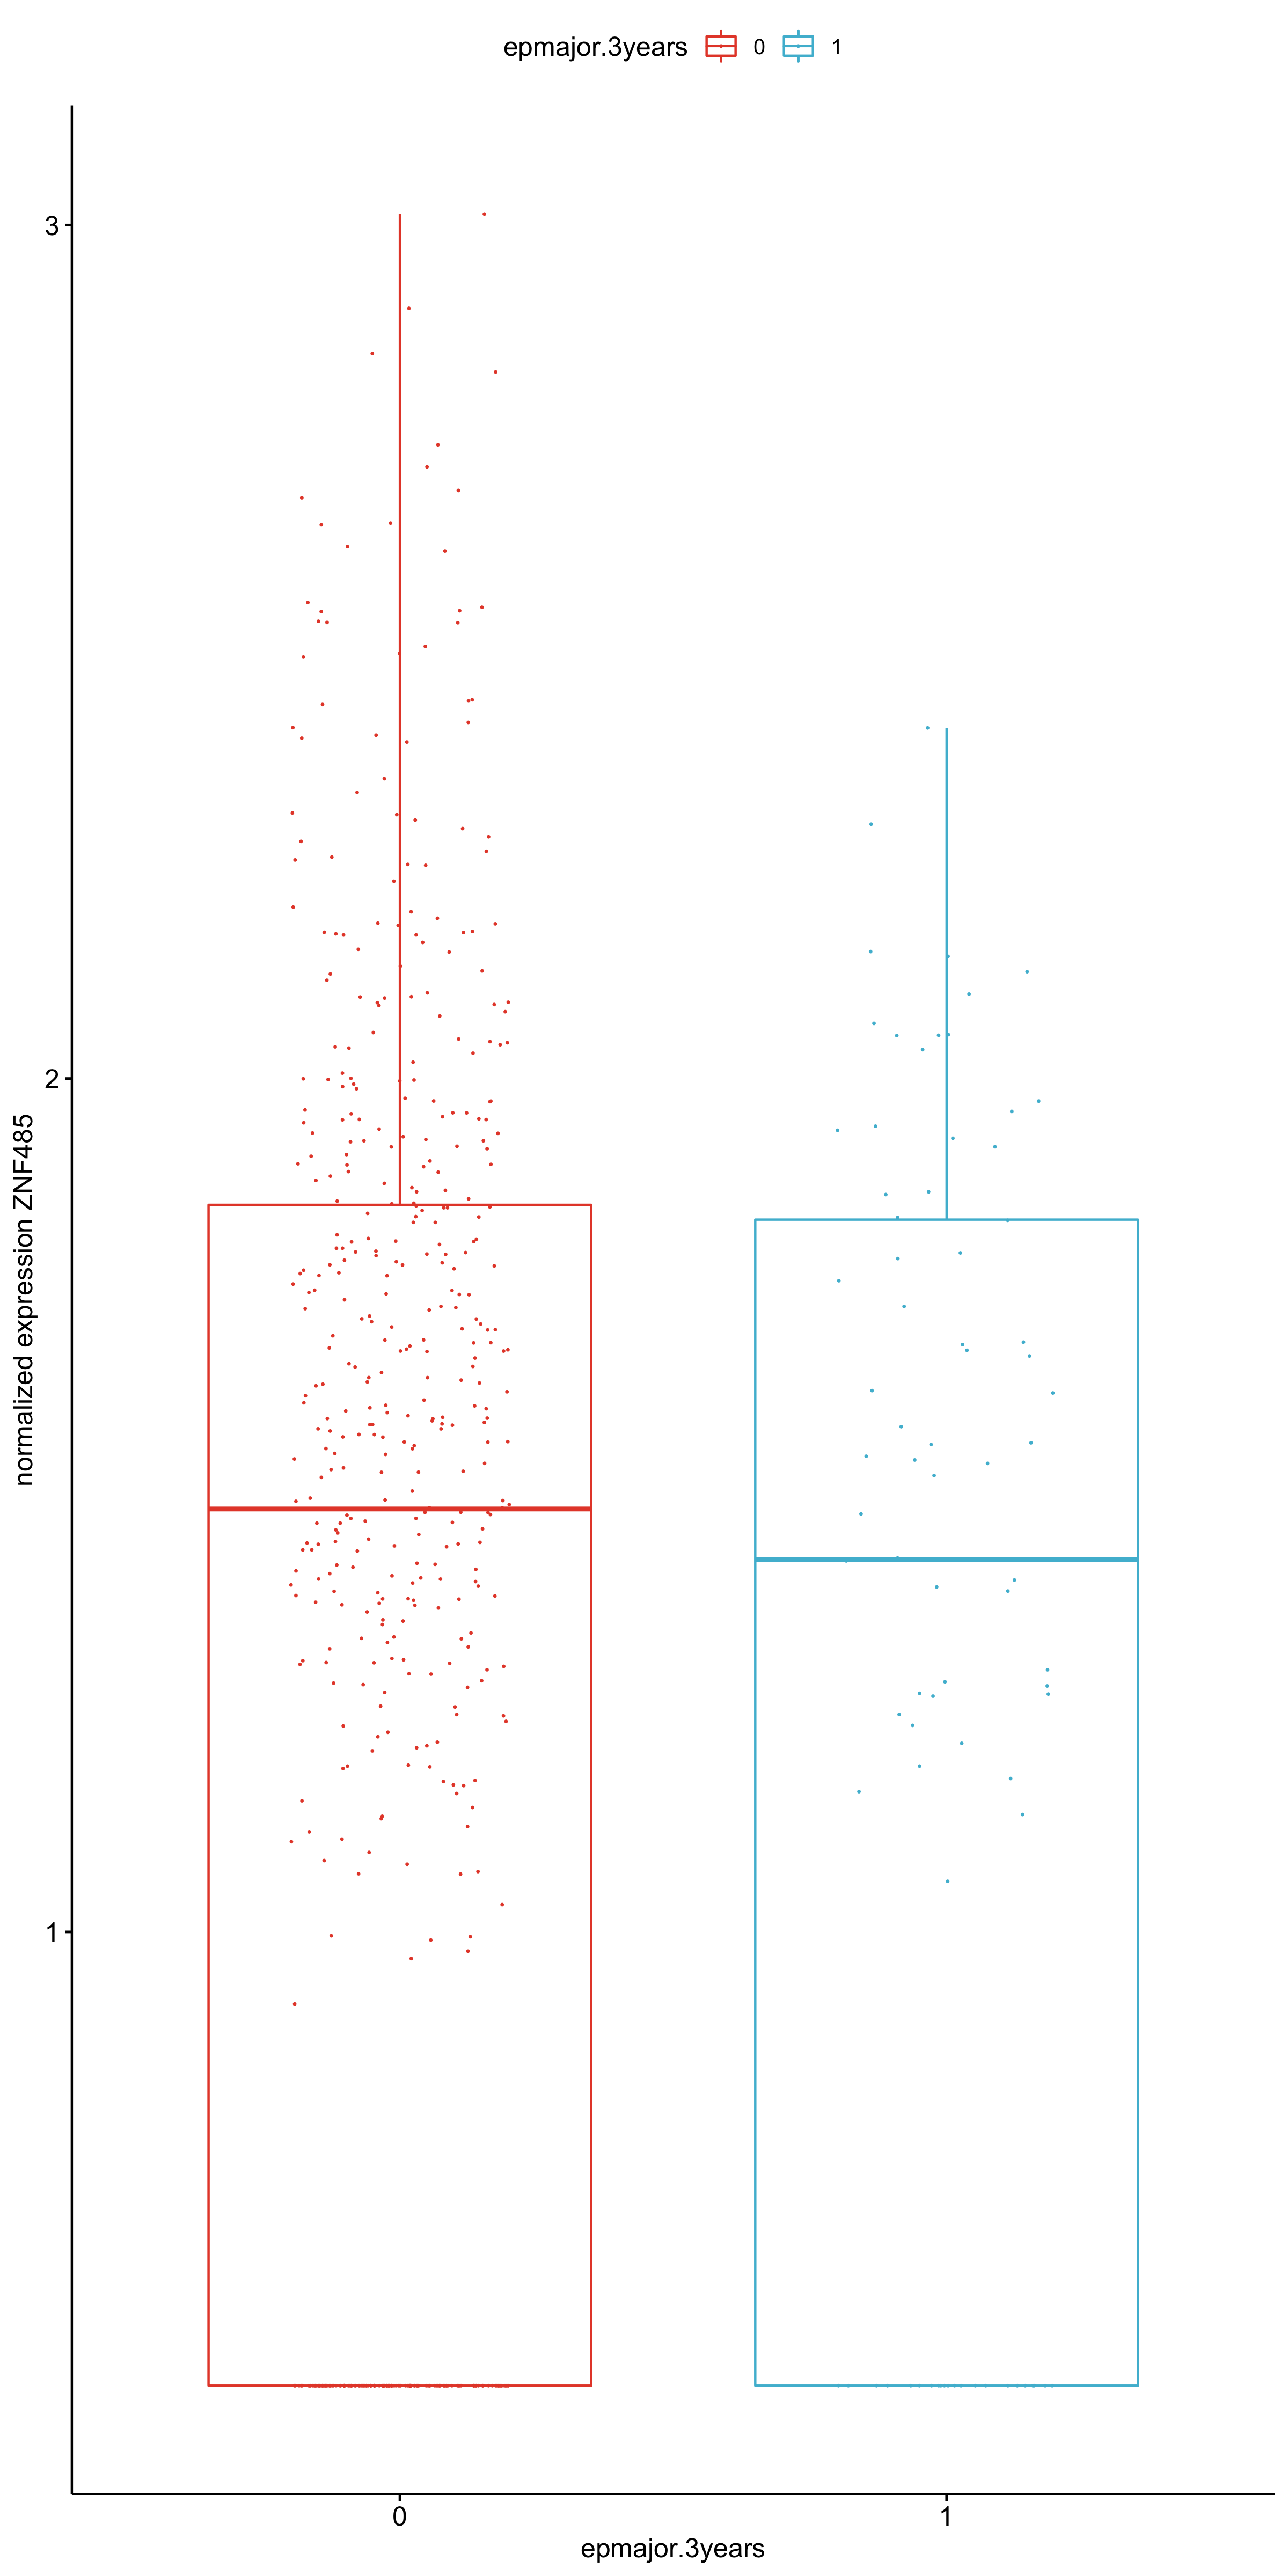 epmajor.3years 0 1
3
2
1
normalized expression ZNF485
0 1
epmajor.3years